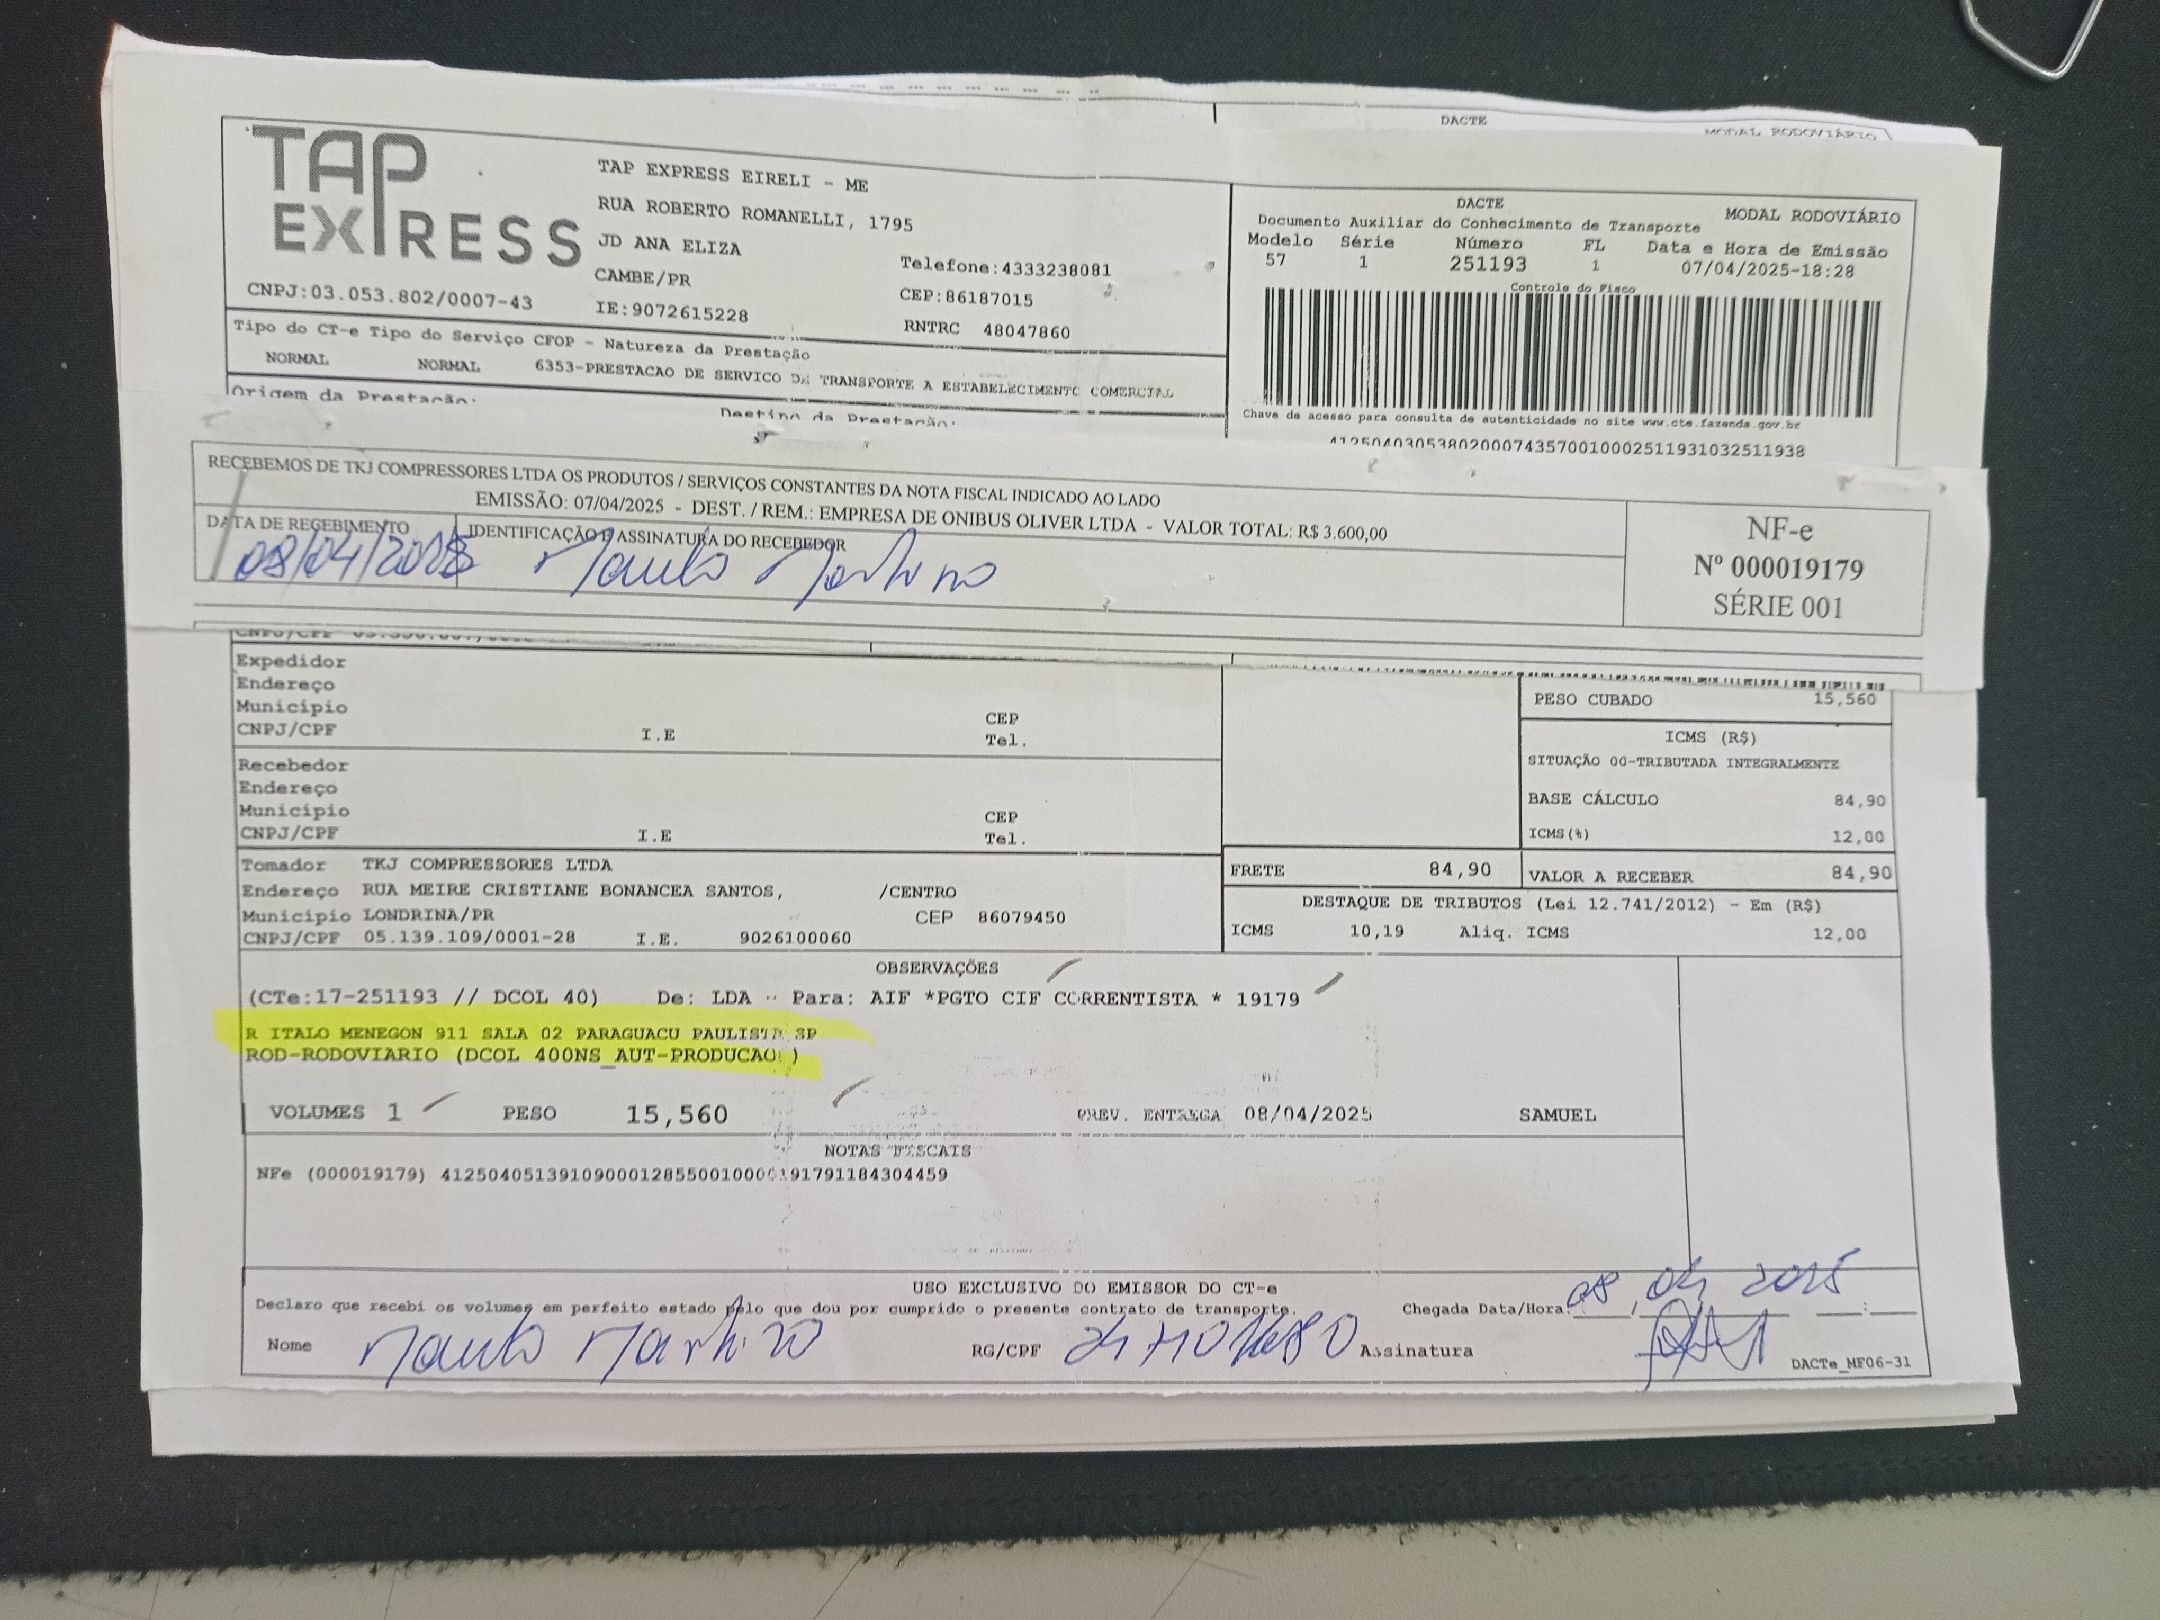 DACTE
MODAL RODOVIÁRIO
TAP EXPRESS
TAP EXPRESS EIRELI - ME
RUA ROBERTO ROMANELLI, 1795
JD ANA ELIZA
CAMBE/PR
Telefone:4333238081
CEP:86187015
CNPJ:03.053.802/0007-43
IE:9072615228
RNTRC 48047860
DACTE
MODAL RODOVIÁRIO
Documento Auxiliar do Conhecimento de Transporte
Modelo Série Número FL Data e Hora de Emissão
57 1 251193 1 07/04/2025-18:28
Controle do Fisco
Tipo do CT-e Tipo do Serviço CFOP - Natureza da Prestação
NORMAL NORMAL 6353-PRESTACAO DE SERVICO DE TRANSPORTE A ESTABELECIMENTO COMERCIAL
Origem da Prestação: Destino da Prestação:
Chave de acesso para consulta de autenticidade no site www.cte.fazenda.gov.br
41250403053802000743570010002511931032511938
RECEBEMOS DE TKJ COMPRESSORES LTDA OS PRODUTOS / SERVIÇOS CONSTANTES DA NOTA FISCAL INDICADO AO LADO
EMISSÃO: 07/04/2025 - DEST. / REM.: EMPRESA DE ONIBUS OLIVER LTDA - VALOR TOTAL: R$ 3.600,00
DATA DE RECEBIMENTO IDENTIFICAÇÃO E ASSINATURA DO RECEBEDOR
08/04/2025
NF-e
Nº 000019179
SÉRIE 001
CNPJ/CPF
Expedidor
Endereço
Município CEP
CNPJ/CPF I.E Tel.
Recebedor
Endereço
Município CEP
CNPJ/CPF I.E Tel.
PESO CUBADO 15,560
ICMS (R$)
SITUAÇÃO 00-TRIBUTADA INTEGRALMENTE
BASE CÁLCULO 84,90
ICMS(%) 12,00
Tomador TKJ COMPRESSORES LTDA
Endereço RUA MEIRE CRISTIANE BONANCEA SANTOS, /CENTRO
Município LONDRINA/PR CEP 86079450
CNPJ/CPF 05.139.109/0001-28 I.E. 9026100060
FRETE 84,90 VALOR A RECEBER 84,90
DESTAQUE DE TRIBUTOS (Lei 12.741/2012) - Em (R$)
ICMS 10,19 Aliq. ICMS 12,00
OBSERVAÇÕES
(CTe:17-251193 // DCOL 40) De: LDA - Para: AIF *PGTO CIF CORRENTISTA * 19179
R ITALO MENEGON 911 SALA 02 PARAGUACU PAULISTA SP
ROD-RODOVIARIO (DCOL 400NS_AUT-PRODUCAO )
VOLUMES 1 PESO 15,560 PREV. ENTREGA 08/04/2025 SAMUEL
NOTAS FISCAIS
NFe (000019179) 41250405139109000128550010000191791184304459
USO EXCLUSIVO DO EMISSOR DO CT-e
Declaro que recebi os volumes em perfeito estado pelo que dou por cumprido o presente contrato de transporte.
Chegada Data/Hora: 08 04 2025
Nome RG/CPF Assinatura
DACTe_MF06-31